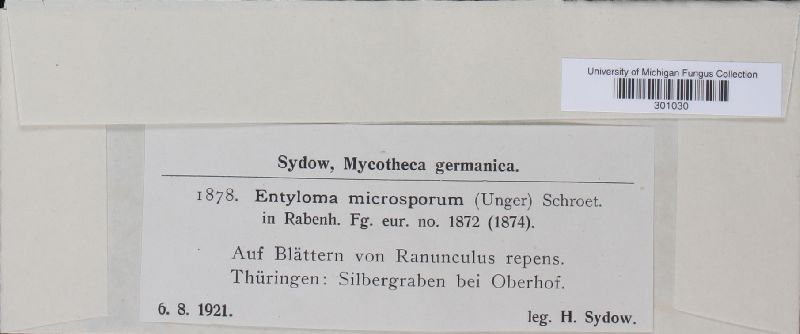 University of Michigan Fungus Collection
301030
Sydow, Mycotheca germanica.
1878. Entyloma microsporum (Unger) Schroet.
in Rabenh. Fg. eur. no. 1872 (1874).
Auf Blättern von Ranunculus repens.
Thüringen: Silbergraben bei Oberhof.
6. 8. 1921.
leg. H. Sydow.